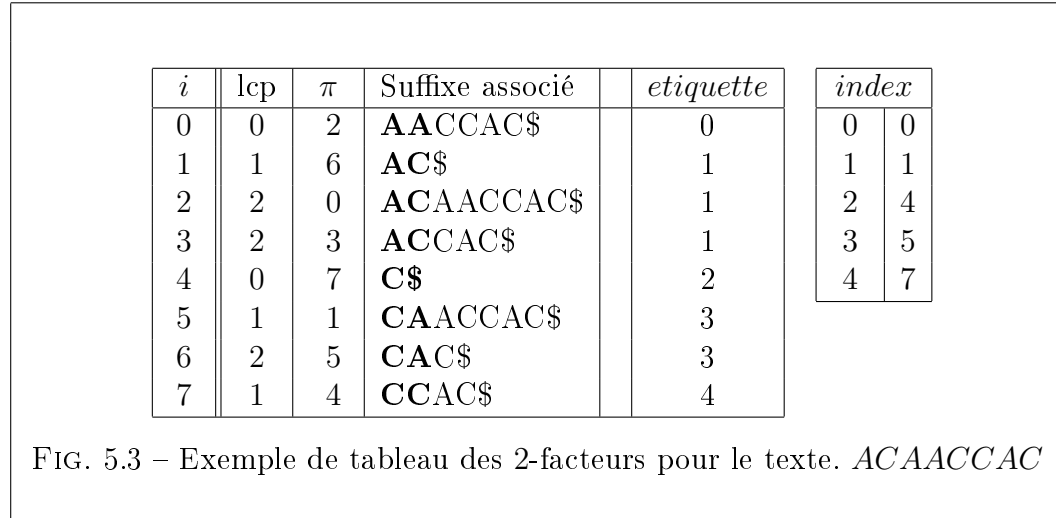 i lcp π Suffixe associé etiquette index
0 0 2 AACCAC$ 0 0 0
1 1 6 AC$ 1 1 1
2 2 0 ACAACCAC$ 1 2 4
3 2 3 ACCAC$ 1 3 5
4 0 7 C$ 2 4 7
5 1 1 CAACCAC$ 3
6 2 5 CAC$ 3
7 1 4 CCAC$ 4
FIG. 5.3 – Exemple de tableau des 2-facteurs pour le texte. ACAACCAC